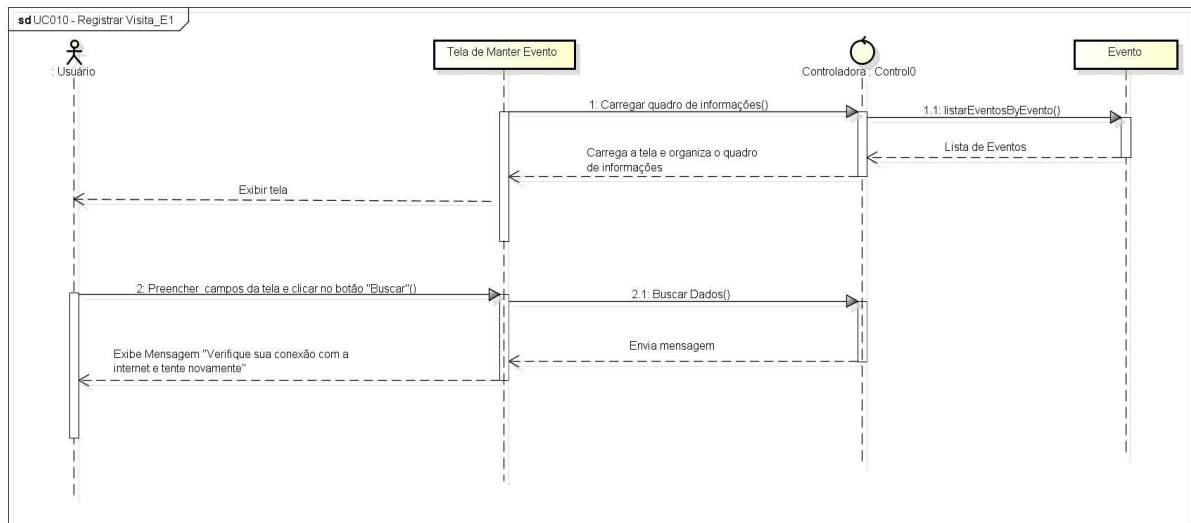 sd UC010 - Registrar Visita_E1
: Usuário
Tela de Manter Evento
Controladora : Control0
Evento
1: Carregar quadro de informações()
1.1: listarEventosByEvento()
Lista de Eventos
Carrega a tela e organiza o quadro
de informações
Exibir tela
2: Preencher campos da tela e clicar no botão "Buscar"()
2.1: Buscar Dados()
Envia mensagem
Exibe Mensagem "Verifique sua conexão com a
internet e tente novamente"